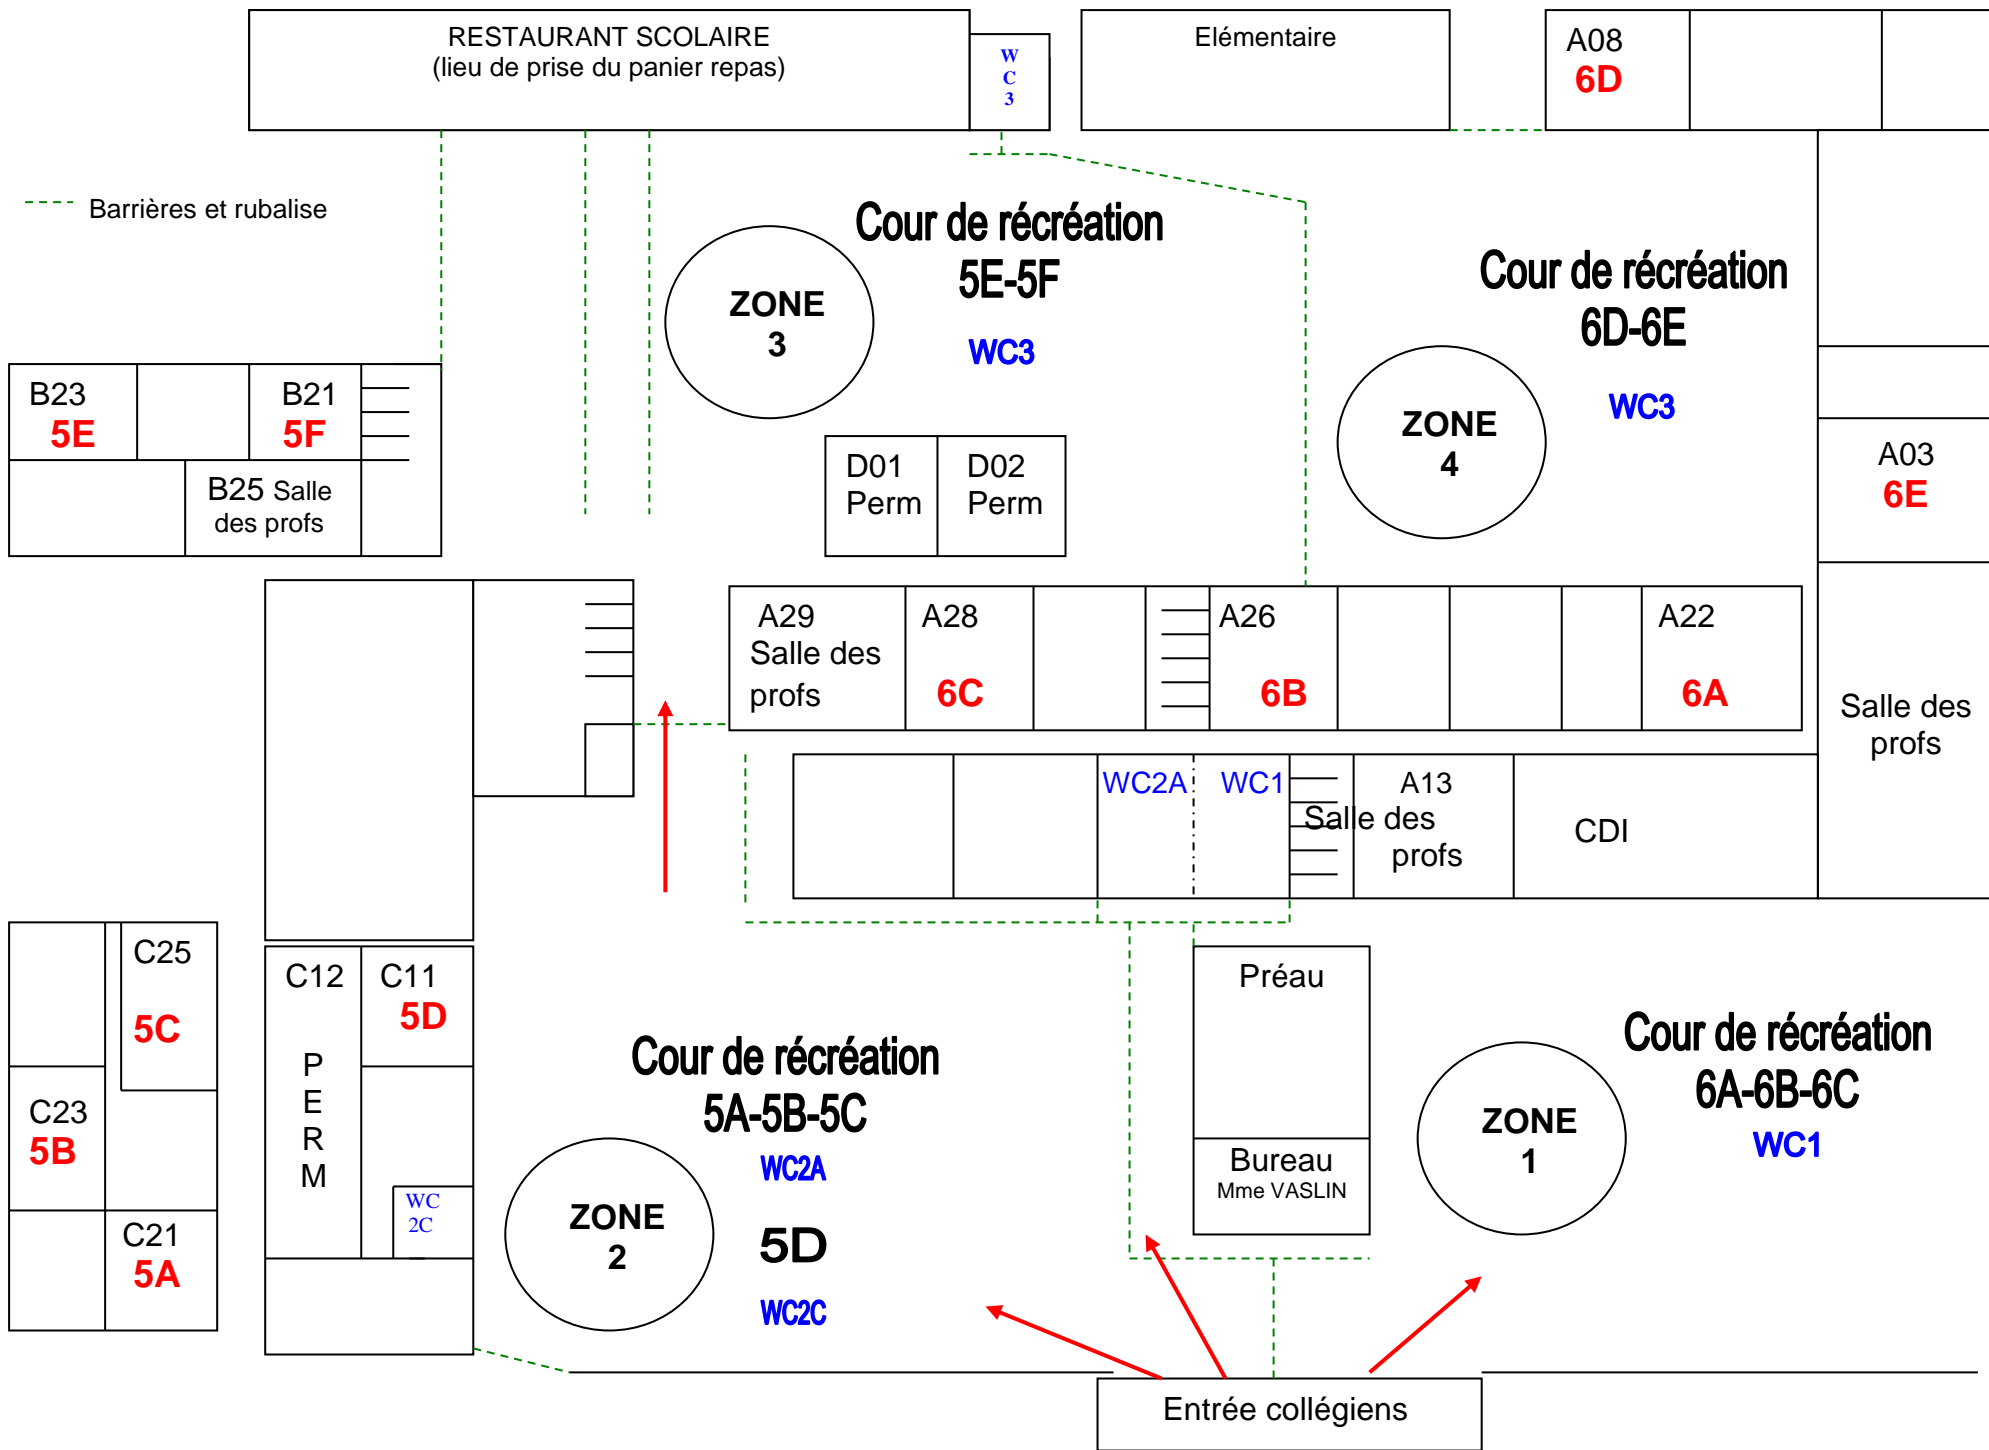 RESTAURANT SCOLAIRE
(lieu de prise du panier repas)
W
C
3
Elémentaire
A08
6D
Barrières et rubalise
Cour de récréation
5E-5F
WC3
ZONE
3
Cour de récréation
6D-6E
WC3
ZONE
4
B23
5E
B21
5F
B25 Salle
des profs
D01
Perm
D02
Perm
A03
6E
A29
Salle des
profs
A28
6C
A26
6B
A22
6A
Salle des
profs
WC2A
WC1
A13
Salle des
profs
CDI
C25
5C
C23
5B
C21
5A
C12
P
E
R
M
C11
5D
WC
2C
Cour de récréation
5A-5B-5C
WC2A
5D
WC2C
ZONE
2
Préau
Bureau
Mme VASLIN
Cour de récréation
6A-6B-6C
WC1
ZONE
1
Entrée collégiens